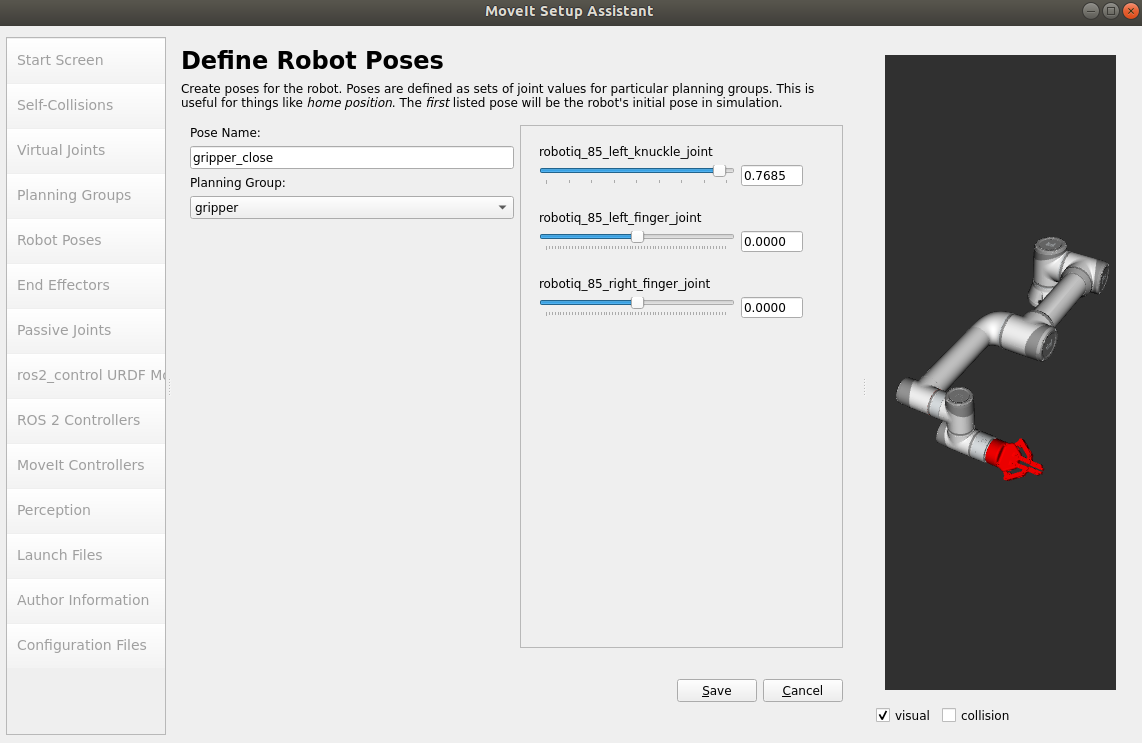 MoveIt Setup Assistant
Start Screen
Self-Collisions
Virtual Joints
Planning Groups
Robot Poses
End Effectors
Passive Joints
ros2_control URDF Mo
ROS 2 Controllers
MoveIt Controllers
Perception
Launch Files
Author Information
Configuration Files
Define Robot Poses
Create poses for the robot. Poses are defined as sets of joint values for particular planning groups. This is
useful for things like home position. The first listed pose will be the robot's initial pose in simulation.
Pose Name:
gripper_close
Planning Group:
gripper
robotiq_85_left_knuckle_joint
0.7685
robotiq_85_left_finger_joint
0.0000
robotiq_85_right_finger_joint
0.0000
Save
Cancel
visual
collision